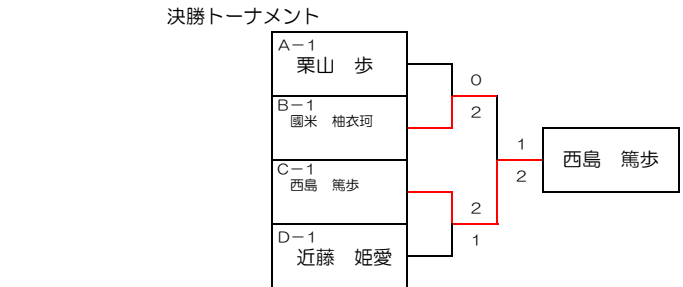 決勝トーナメント
A−1
栗山　歩
B−1
國米　柚衣珂
C−1
西島　篤歩
D−1
近藤　姫愛
0
2
2
1
1
2
西島　篤歩